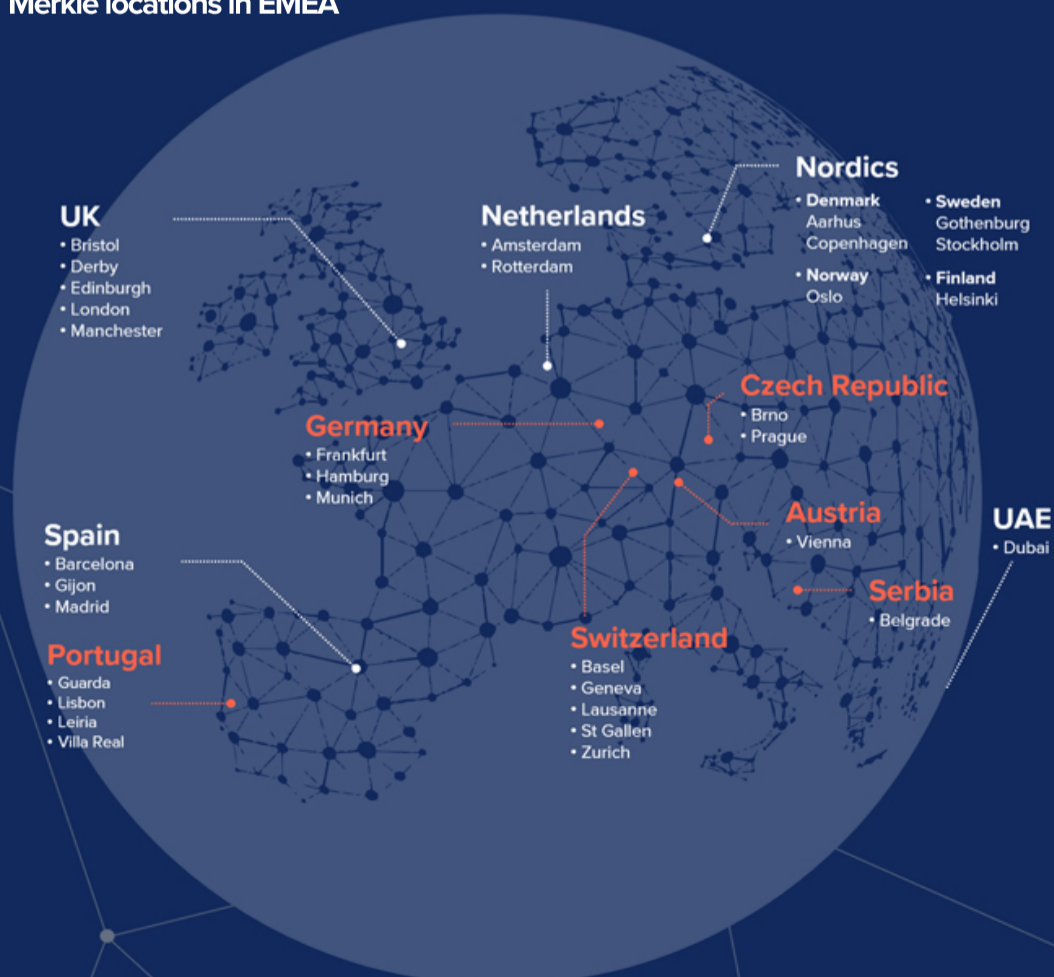 Merkle locations in EMEA
UK
• Bristol
• Derby
• Edinburgh
• London
• Manchester
Netherlands
• Amsterdam
• Rotterdam
Nordics
• Denmark
Aarhus
Copenhagen
• Norway
Oslo
• Sweden
Gothenburg
Stockholm
• Finland
Helsinki
Germany
• Frankfurt
• Hamburg
• Munich
Czech Republic
• Brno
• Prague
Austria
• Vienna
UAE
• Dubai
Spain
• Barcelona
• Gijon
• Madrid
Serbia
• Belgrade
Portugal
• Guarda
• Lisbon
• Leiria
• Villa Real
Switzerland
• Basel
• Geneva
• Lausanne
• St Gallen
• Zurich